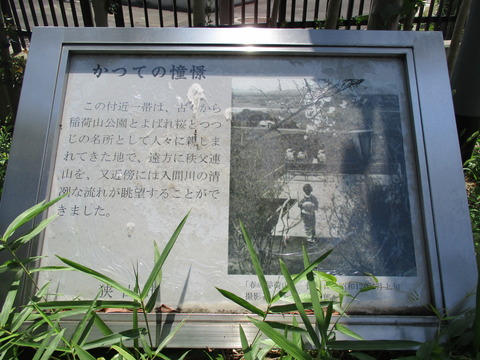 かつての憧憬
この付近一帯は、古くから
稲荷山公園とよばれ桜とつつ
じの名所として人々に親しま
れてきた地で、遠方に秩父連
山を、又近傍には入間川の清
冽な流れが眺望することがで
きました。
狭山